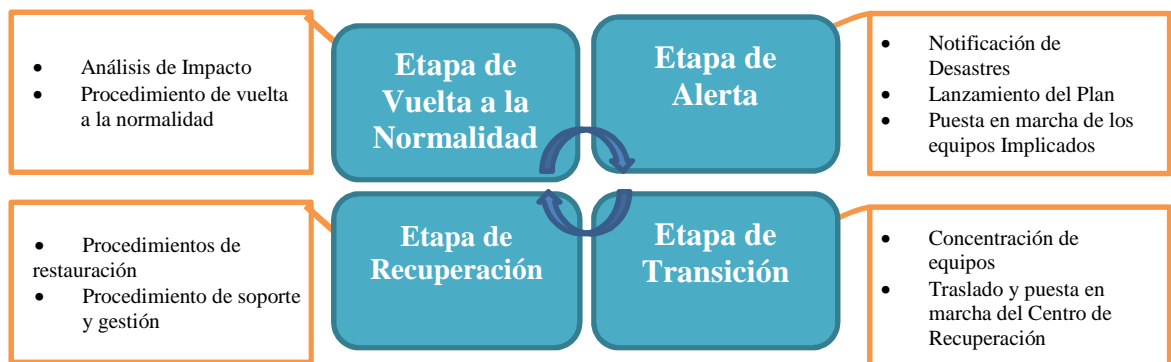 Análisis de Impacto
Procedimiento de vuelta
a la normalidad
Etapa de
Vuelta a la
Normalidad
Etapa de
Alerta
Notificación de
Desastres
Lanzamiento del Plan
Puesta en marcha de los
equipos Implicados
Procedimientos de
restauración
Procedimiento de soporte
y gestión
Etapa de
Recuperación
Etapa de
Transición
Concentración de
equipos
Traslado y puesta en
marcha del Centro de
Recuperación